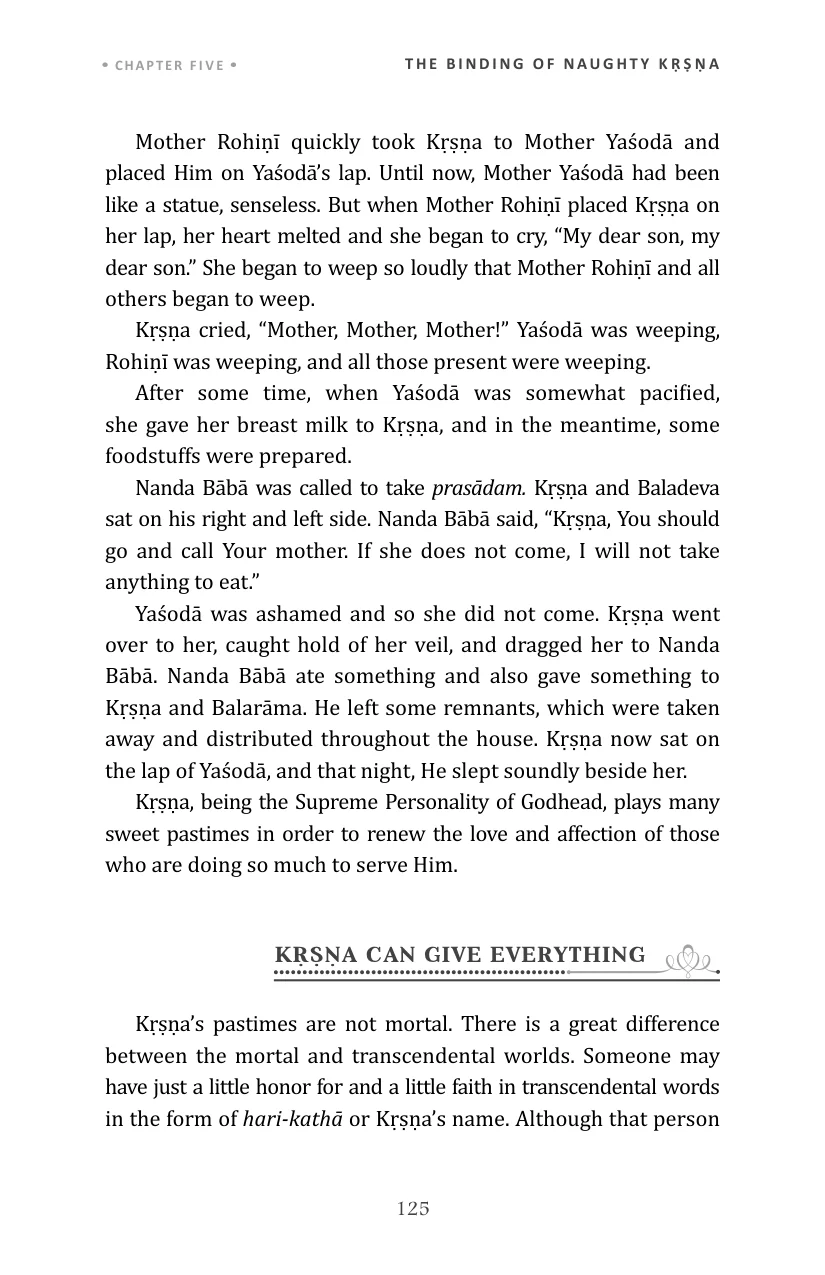 • CHAPTER FIVE •
THE BINDING OF NAUGHTY KṚṢṆA
Mother Rohiṇī quickly took Kṛṣṇa to Mother Yaśodā and
placed Him on Yaśodā’s lap. Until now, Mother Yaśodā had been
like a statue, senseless. But when Mother Rohiṇī placed Kṛṣṇa on
her lap, her heart melted and she began to cry, “My dear son, my
dear son.” She began to weep so loudly that Mother Rohiṇī and all
others began to weep.
Kṛṣṇa cried, “Mother, Mother, Mother!” Yaśodā was weeping,
Rohiṇī was weeping, and all those present were weeping.
After some time, when Yaśodā was somewhat pacified,
she gave her breast milk to Kṛṣṇa, and in the meantime, some
foodstuffs were prepared.
Nanda Bābā was called to take prasādam. Kṛṣṇa and Baladeva
sat on his right and left side. Nanda Bābā said, “Kṛṣṇa, You should
go and call Your mother. If she does not come, I will not take
anything to eat.”
Yaśodā was ashamed and so she did not come. Kṛṣṇa went
over to her, caught hold of her veil, and dragged her to Nanda
Bābā. Nanda Bābā ate something and also gave something to
Kṛṣṇa and Balarāma. He left some remnants, which were taken
away and distributed throughout the house. Kṛṣṇa now sat on
the lap of Yaśodā, and that night, He slept soundly beside her.
Kṛṣṇa, being the Supreme Personality of Godhead, plays many
sweet pastimes in order to renew the love and affection of those
who are doing so much to serve Him.
KṚṢṆA CAN GIVE EVERYTHING
Kṛṣṇa’s pastimes are not mortal. There is a great difference
between the mortal and transcendental worlds. Someone may
have just a little honor for and a little faith in transcendental words
in the form of hari-kathā or Kṛṣṇa’s name. Although that person
125